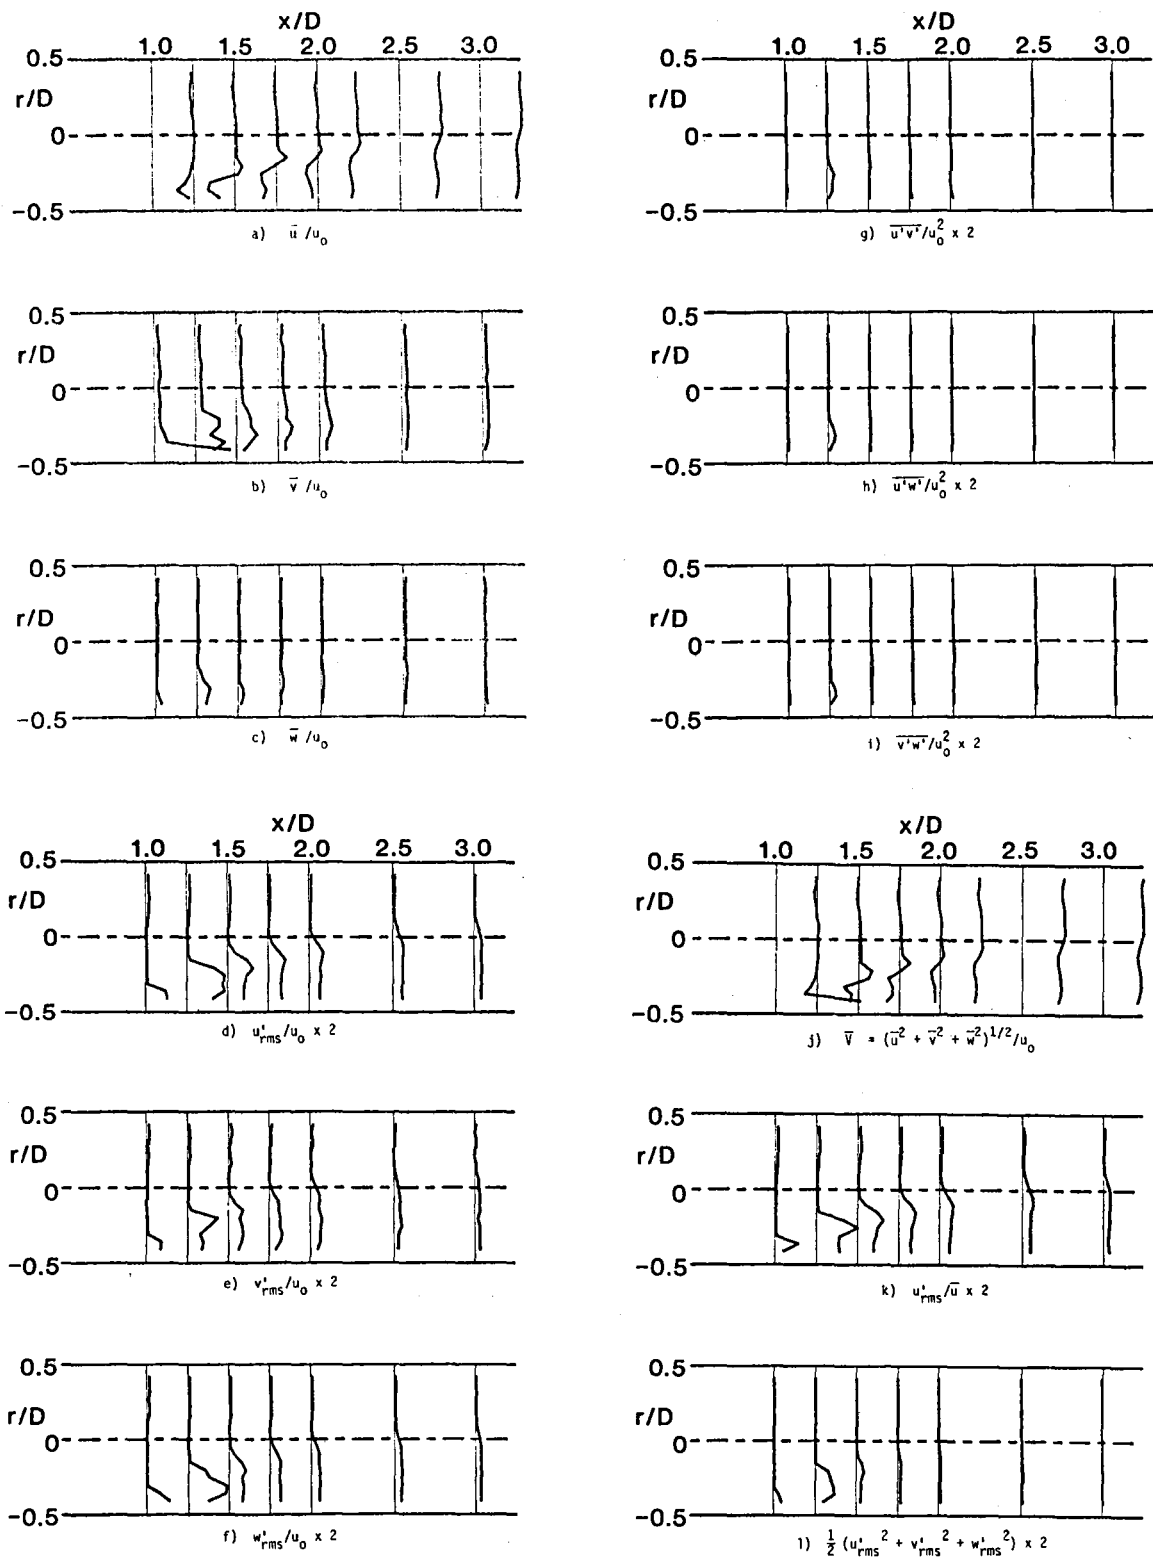 x/D
1.0 1.5 2.0 2.5 3.0
0.5
r/D
0
-0.5
a) u̅ /u₀
0.5
r/D
0
-0.5
b) v̅ /u₀
0.5
r/D
0
-0.5
c) w̅ /u₀
x/D
1.0 1.5 2.0 2.5 3.0
0.5
r/D
0
-0.5
d) u'rms/u₀ x 2
0.5
r/D
0
-0.5
e) v'rms/u₀ x 2
0.5
r/D
0
-0.5
f) w'rms/u₀ x 2
x/D
1.0 1.5 2.0 2.5 3.0
0.5
r/D
0
-0.5
g) u̅'̅v̅'̅/u₀² x 2
0.5
r/D
0
-0.5
h) u̅'̅w̅'̅/u₀² x 2
0.5
r/D
0
-0.5
i) v̅'̅w̅'̅/u₀² x 2
x/D
1.0 1.5 2.0 2.5 3.0
0.5
r/D
0
-0.5
j) V̅ = (u̅² + v̅² + w̅²)^1/2/u₀
0.5
r/D
0
-0.5
k) u'rms/u̅ x 2
0.5
r/D
0
-0.5
l) 1/2 (u'rms² + v'rms² + w'rms²) x 2